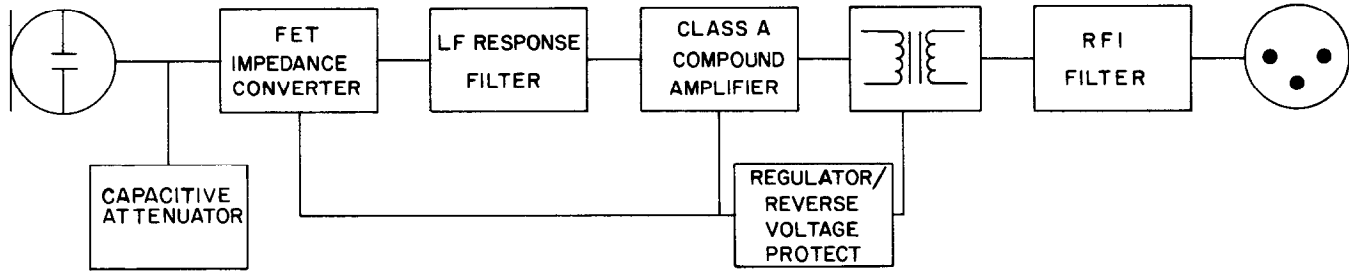 FET
IMPEDANCE
CONVERTER
LF RESPONSE
FILTER
CLASS A
COMPOUND
AMPLIFIER
RFI
FILTER
CAPACITIVE
ATTENUATOR
REGULATOR/
REVERSE
VOLTAGE
PROTECT